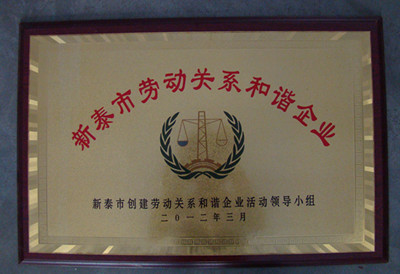 新泰市劳动关系和谐企业
新泰市创建劳动关系和谐企业活动领导小组
二〇一二年三月